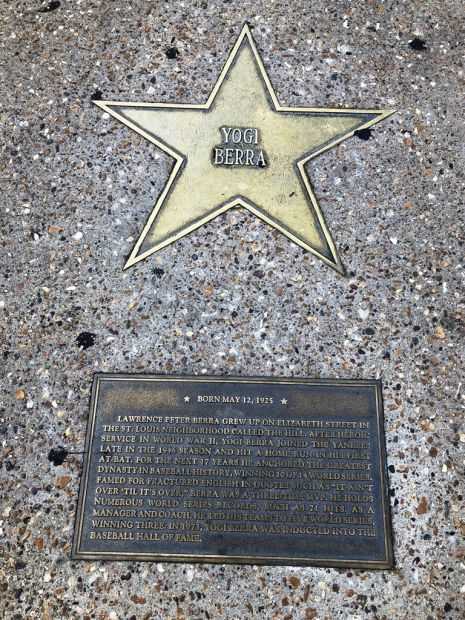 YOGI
BERRA
★ BORN MAY 12, 1925 ★
LAWRENCE PETER BERRA GREW UP ON ELIZABETH STREET IN
THE ST. LOUIS NEIGHBORHOOD CALLED THE HILL. AFTER HEROIC
SERVICE IN WORLD WAR II, YOGI BERRA JOINED THE YANKEES
LATE IN THE 1946 SEASON AND HIT A HOME RUN IN HIS FIRST
AT-BAT. FOR THE NEXT 17 YEARS HE ANCHORED THE GREATEST
DYNASTY IN BASEBALL HISTORY, WINNING 10 OF 14 WORLD SERIES.
FAMED FOR FRACTURED ENGLISH IN QUOTES SUCH AS "IT AIN'T
OVER 'TIL IT'S OVER," BERRA WAS A THREE-TIME MVP. HE HOLDS
NUMEROUS WORLD SERIES RECORDS, SUCH AS 71 HITS. AS A
MANAGER AND COACH, HE LED HIS TEAMS TO WORLD SERIES,
WINNING THREE. IN 1972, YOGI BERRA WAS INDUCTED INTO THE
BASEBALL HALL OF FAME.